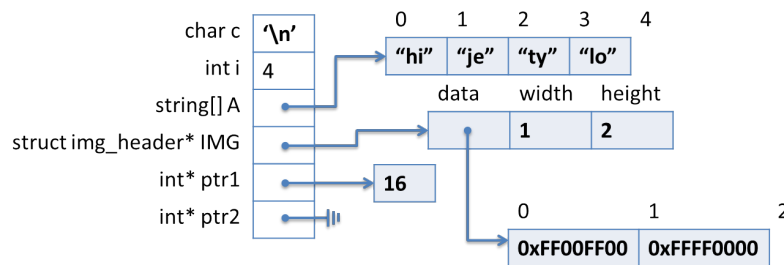 0 1 2 3 4
char c ‘\n’
“hi” “je” “ty” “lo”
int i 4
data width height
string[] A
struct img_header* IMG
1 2
int* ptr1 16
int* ptr2
0 1 2
0xFF00FF00 0xFFFF0000